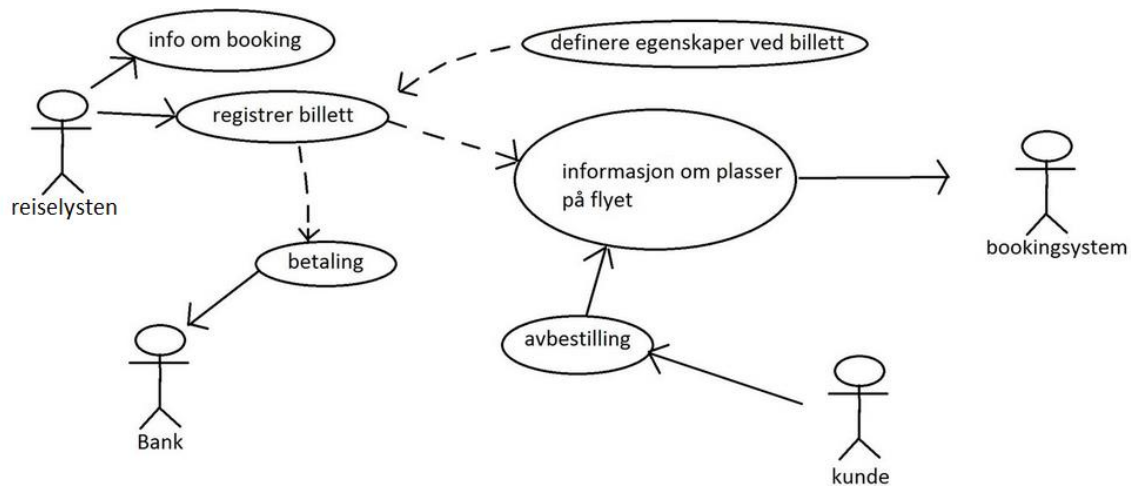 info om booking
definere egenskaper ved billett
registrer billett
informasjon om plasser
på flyet
reiselysten
bookingsystem
betaling
avbestilling
Bank
kunde